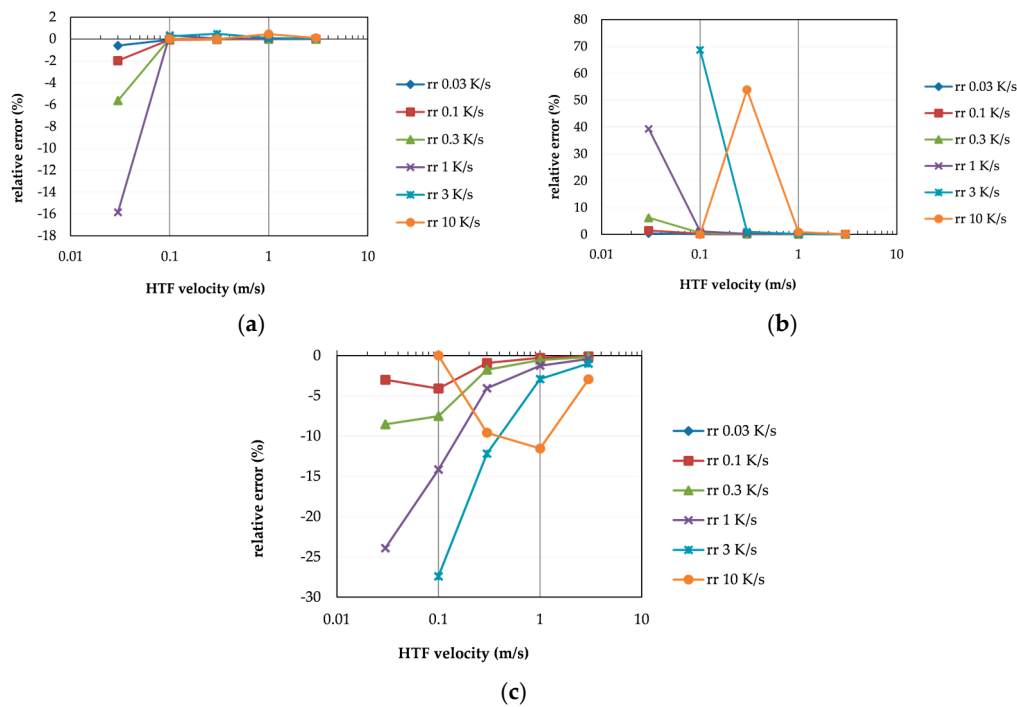 2
0
-2
-4
-6
-8
-10
-12
-14
-16
-18
relative error (%)
0.01 0.1 1 10
HTF velocity (m/s)
rr 0.03 K/s
rr 0.1 K/s
rr 0.3 K/s
rr 1 K/s
rr 3 K/s
rr 10 K/s
(a)
80
70
60
50
40
30
20
10
0
relative error (%)
0.01 0.1 1 10
HTF velocity (m/s)
rr 0.03 K/s
rr 0.1 K/s
rr 0.3 K/s
rr 1 K/s
rr 3 K/s
rr 10 K/s
(b)
0
-5
-10
-15
-20
-25
-30
relative error (%)
0.01 0.1 1 10
HTF velocity (m/s)
rr 0.03 K/s
rr 0.1 K/s
rr 0.3 K/s
rr 1 K/s
rr 3 K/s
rr 10 K/s
(c)